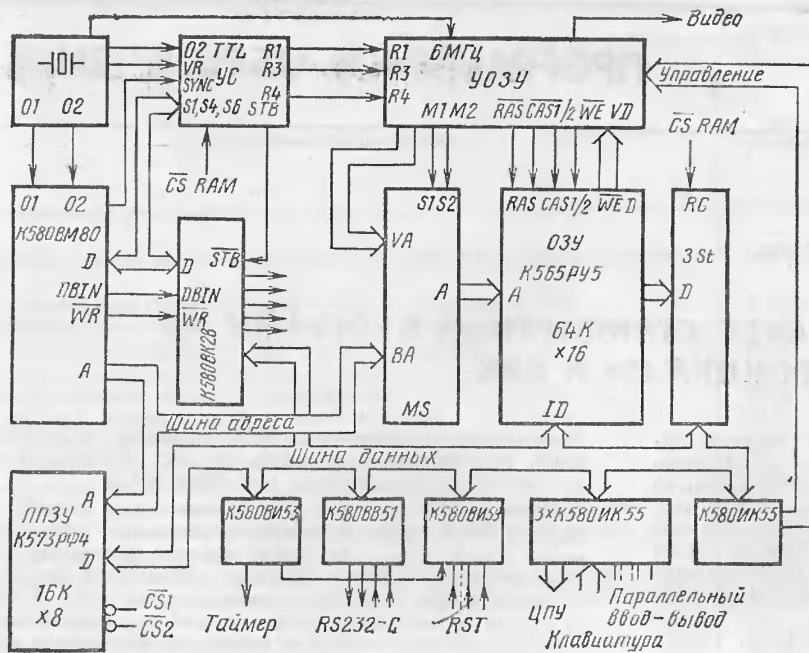 Видео
Ф2 TTL R1
VR УС R3
SYNC R4
S1, S4, S6 STB
R1 6МГц
R3 УОЗУ
R4
M1 M2 RAS CAS1/2 WE VD
Управление
Ф1 Ф2
CS RAM
CS RAM
Ф1 Ф2
К580ВМ80
D
DBIN
WR
A
D STB
DBIN
WR
К580ВК28
S1 S2
VA
A
BA
MS
RAS CAS1/2 WE D
ОЗУ
К565РУ5
A
64К
×16
ID
RG
3St
D
Шина адреса
Шина данных
A
ППЗУ
К573РФ4
D
16К
×8
CS1
CS2
К580ВИ53
К580ВВ51
К580ВИ59
3×К580ИК55
К580ИК55
Таймер
RS232-C
RST
ЦПУ
Клавиатура
Параллельный
ввод-вывод